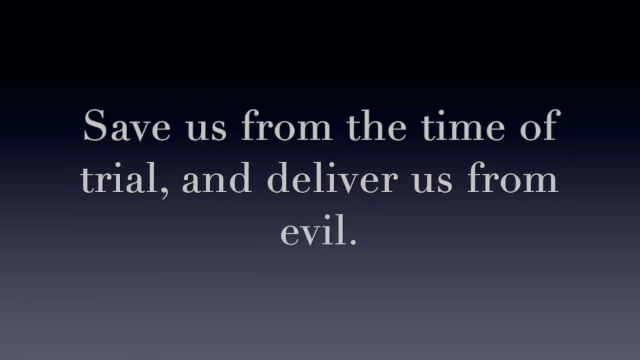 Save us from the time of
trial, and deliver us from
evil.